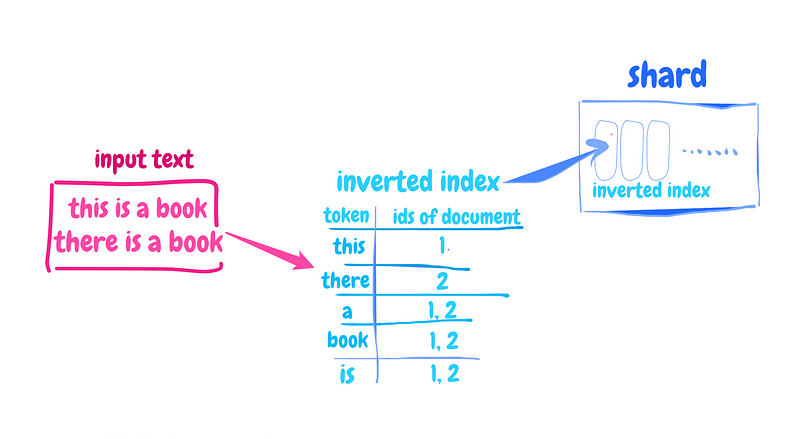 shard
inverted index
input text
this is a book
there is a book
inverted index
token ids of document
this 1
there 2
a 1, 2
book 1, 2
is 1, 2